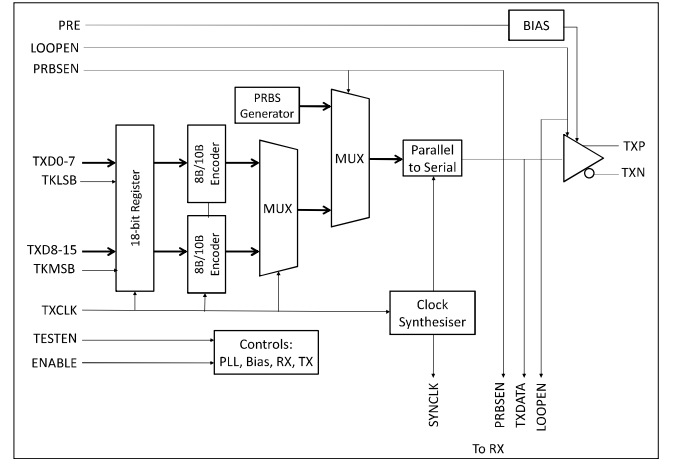 PRE
BIAS
LOOPEN
PRBSEN
PRBS
Generator
MUX
Parallel
to Serial
TXP
TXN
TXD0-7
TKLSB
18-bit Register
8B/10B
Encoder
MUX
TXD8-15
TKMSB
8B/10B
Encoder
TXCLK
Clock
Synthesiser
TESTEN
ENABLE
Controls:
PLL, Bias, RX, TX
SYNCLK
PRBSEN
TXDATA
LOOPEN
To RX